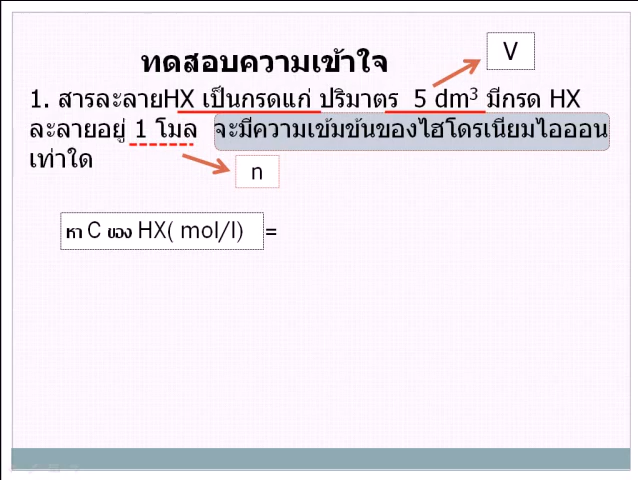 ทดสอบความเข้าใจ
V
1. สารละลายHX เป็นกรดแก่ ปริมาตร 5 dm³ มีกรด HX
ละลายอยู่ 1 โมล จะมีความเข้มข้นของไฮโดรเนียมไอออน
เท่าใด
n
หา C ของ HX( mol/l) =